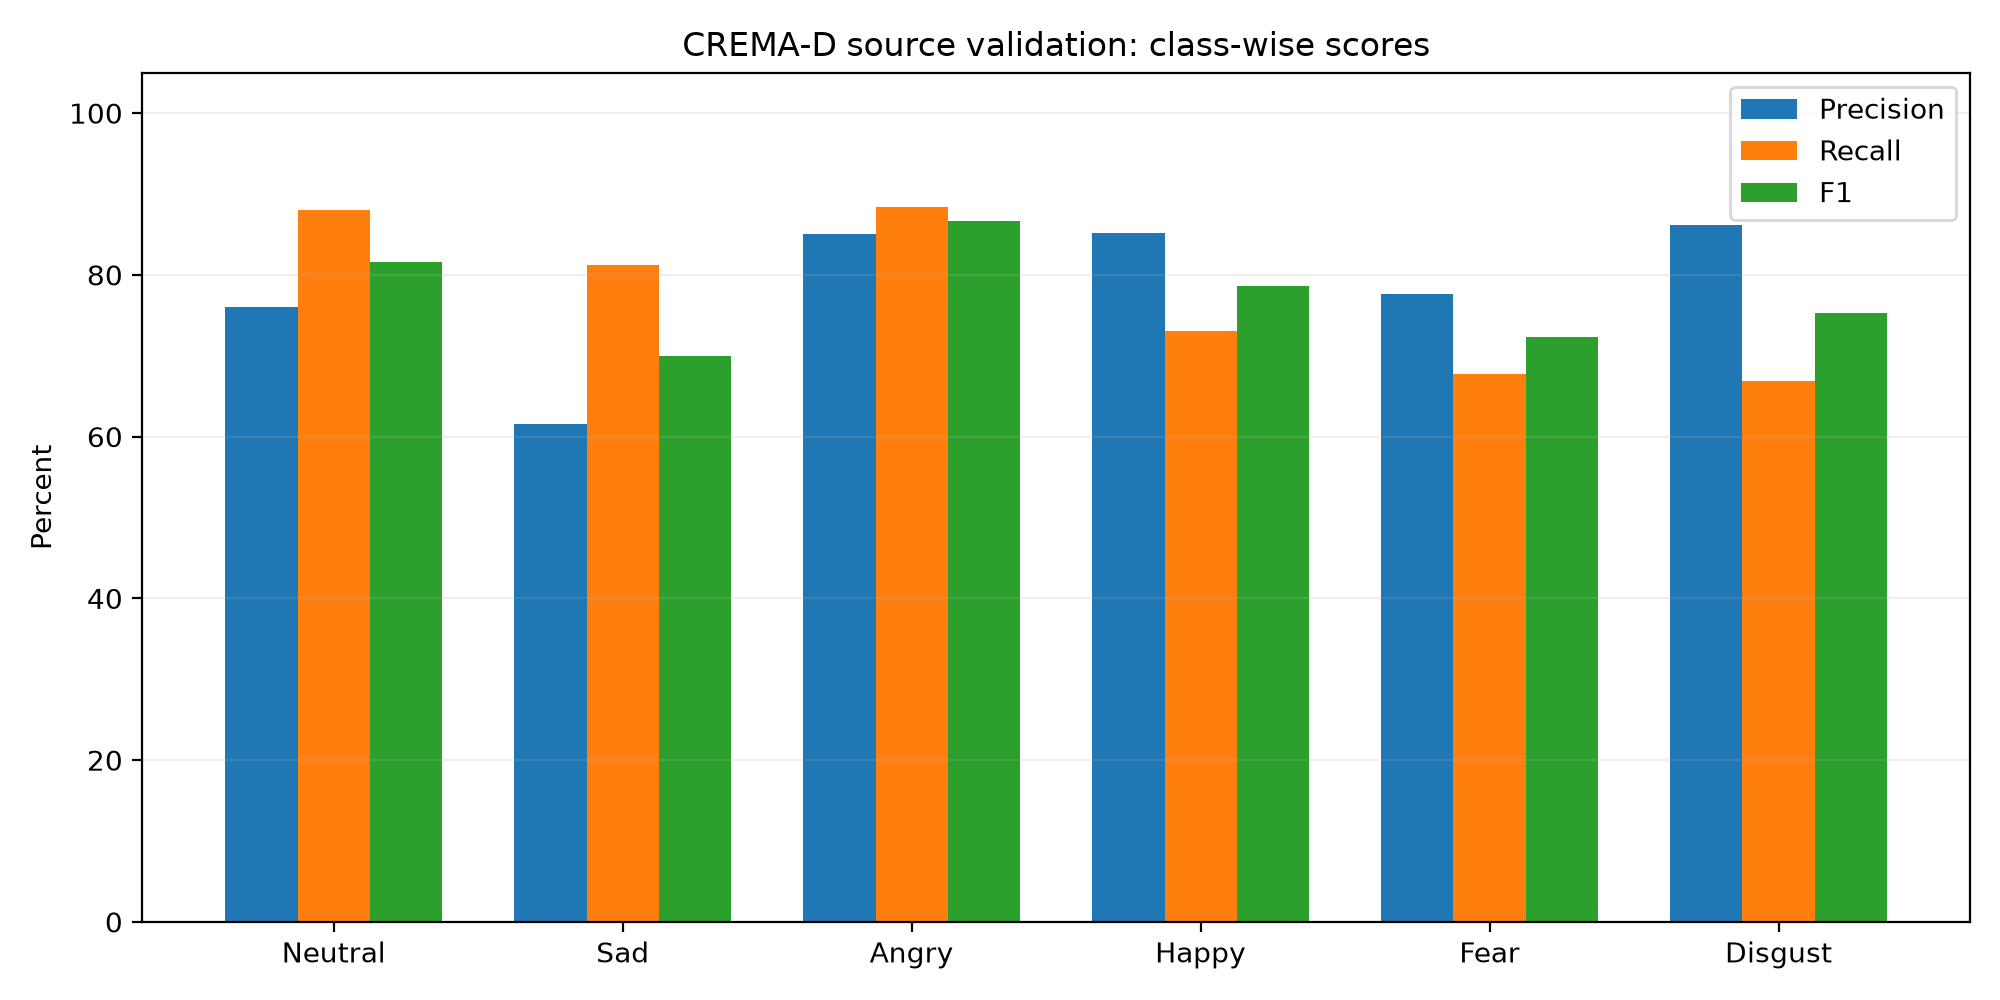 CREMA-D source validation: class-wise scores
Precision
Recall
F1
100
80
60
40
20
0
Percent
Neutral
Sad
Angry
Happy
Fear
Disgust